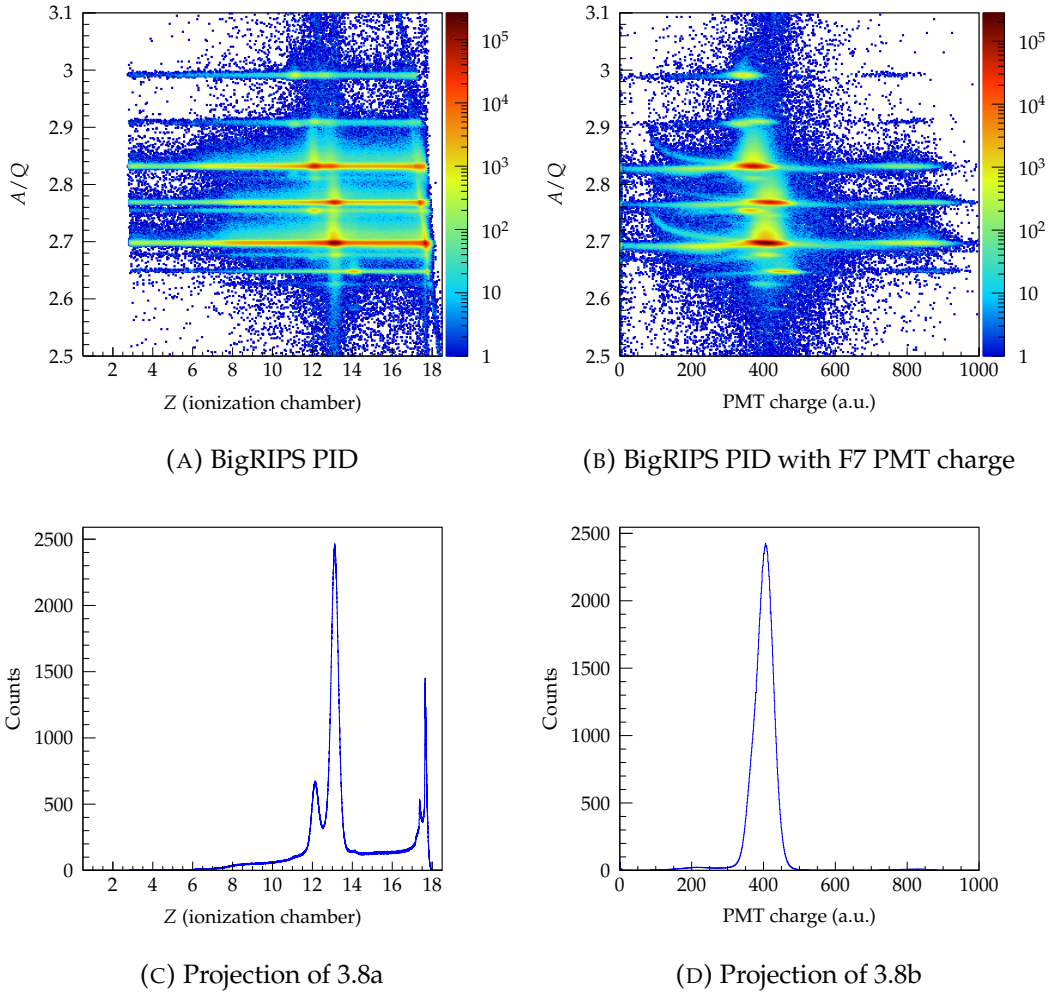 3.1
3
2.9
2.8
2.7
2.6
2.5
A/Q
2 4 6 8 10 12 14 16 18
Z (ionization chamber)
10⁵
10⁴
10³
10²
10
1
(A) BigRIPS PID
3.1
3
2.9
2.8
2.7
2.6
2.5
A/Q
0 200 400 600 800 1000
PMT charge (a.u.)
10⁵
10⁴
10³
10²
10
1
(B) BigRIPS PID with F7 PMT charge
2500
2000
1500
1000
500
0
Counts
2 4 6 8 10 12 14 16 18
Z (ionization chamber)
(C) Projection of 3.8a
2500
2000
1500
1000
500
0
Counts
0 200 400 600 800 1000
PMT charge (a.u.)
(D) Projection of 3.8b